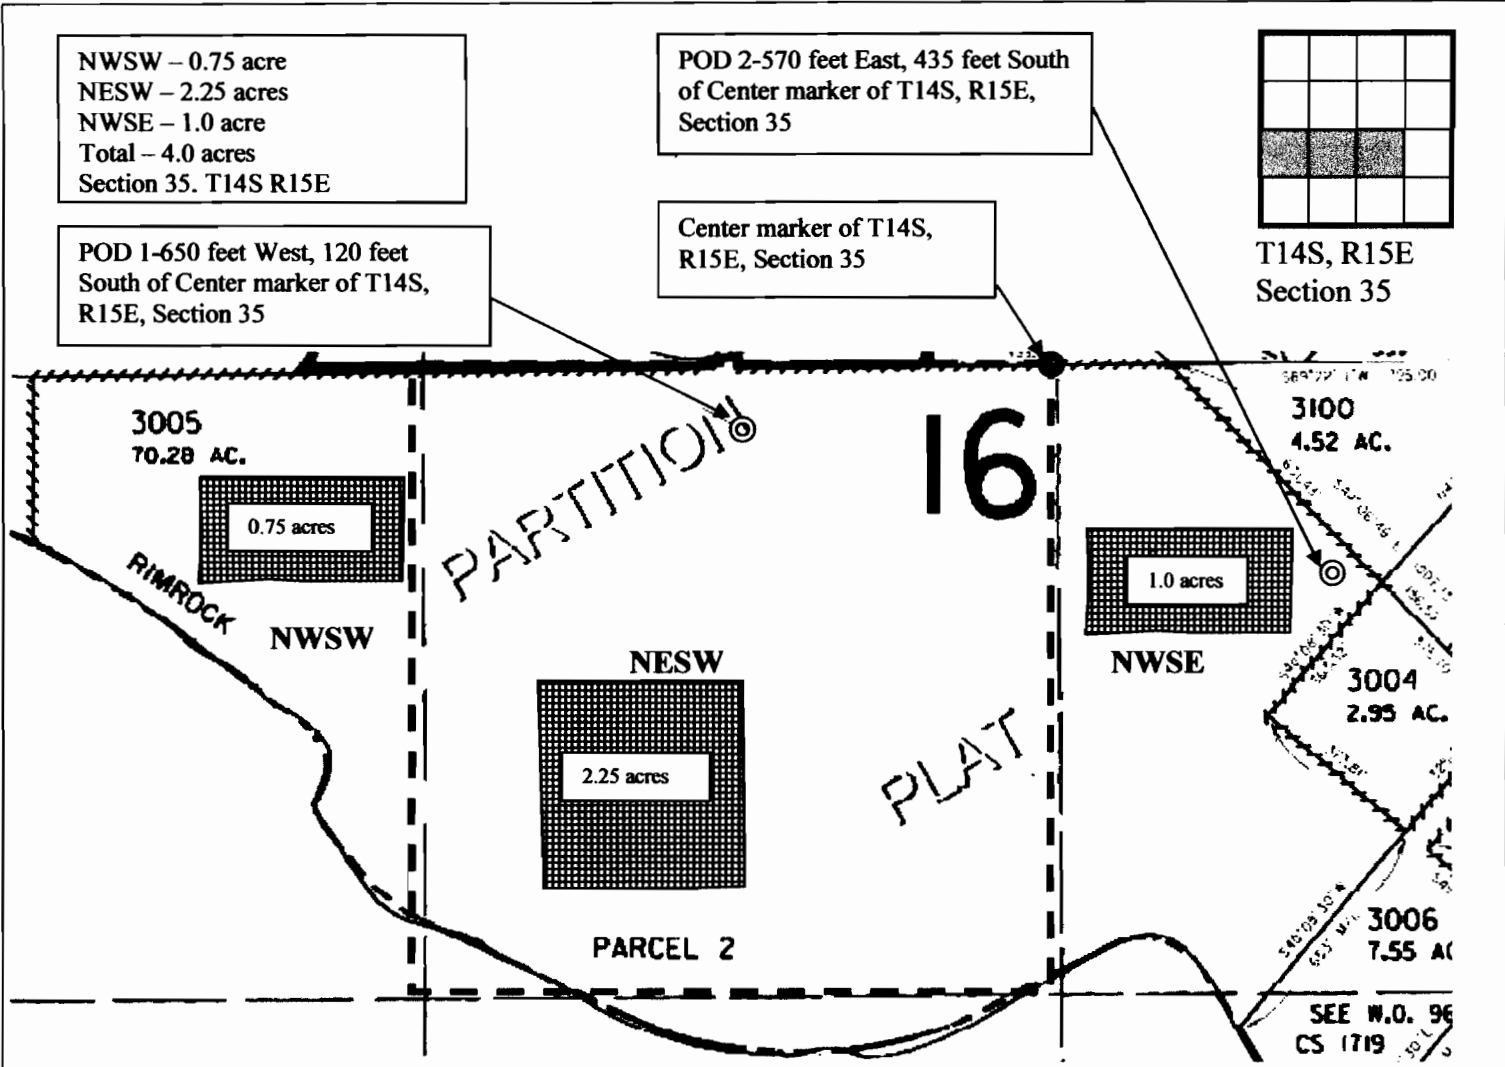 NWSW – 0.75 acre
NESW – 2.25 acres
NWSE – 1.0 acre
Total – 4.0 acres
Section 35. T14S R15E
POD 2-570 feet East, 435 feet South
of Center marker of T14S, R15E,
Section 35
T14S, R15E
Section 35
POD 1-650 feet West, 120 feet
South of Center marker of T14S,
R15E, Section 35
Center marker of T14S,
R15E, Section 35
3005
70.28 AC.
16
3100
4.52 AC.
PARTITION
0.75 acres
RIMROCK
NWSW
NESW
1.0 acres
NWSE
3004
2.95 AC.
2.25 acres
PLAT
PARCEL 2
3006
7.55 AC
SEE W.O. 96
CS 1719